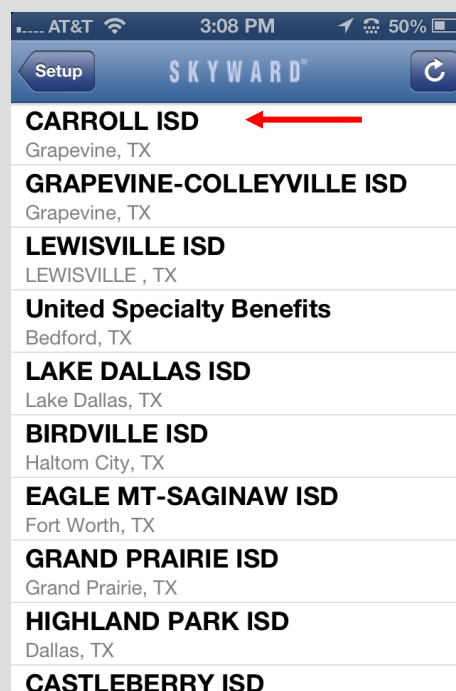 AT&T 3:08 PM 50%
Setup SKYWARD®
CARROLL ISD
Grapevine, TX
GRAPEVINE-COLLEYVILLE ISD
Grapevine, TX
LEWISVILLE ISD
LEWISVILLE , TX
United Specialty Benefits
Bedford, TX
LAKE DALLAS ISD
Lake Dallas, TX
BIRDVILLE ISD
Haltom City, TX
EAGLE MT-SAGINAW ISD
Fort Worth, TX
GRAND PRAIRIE ISD
Grand Prairie, TX
HIGHLAND PARK ISD
Dallas, TX
CASTLEBERRY ISD